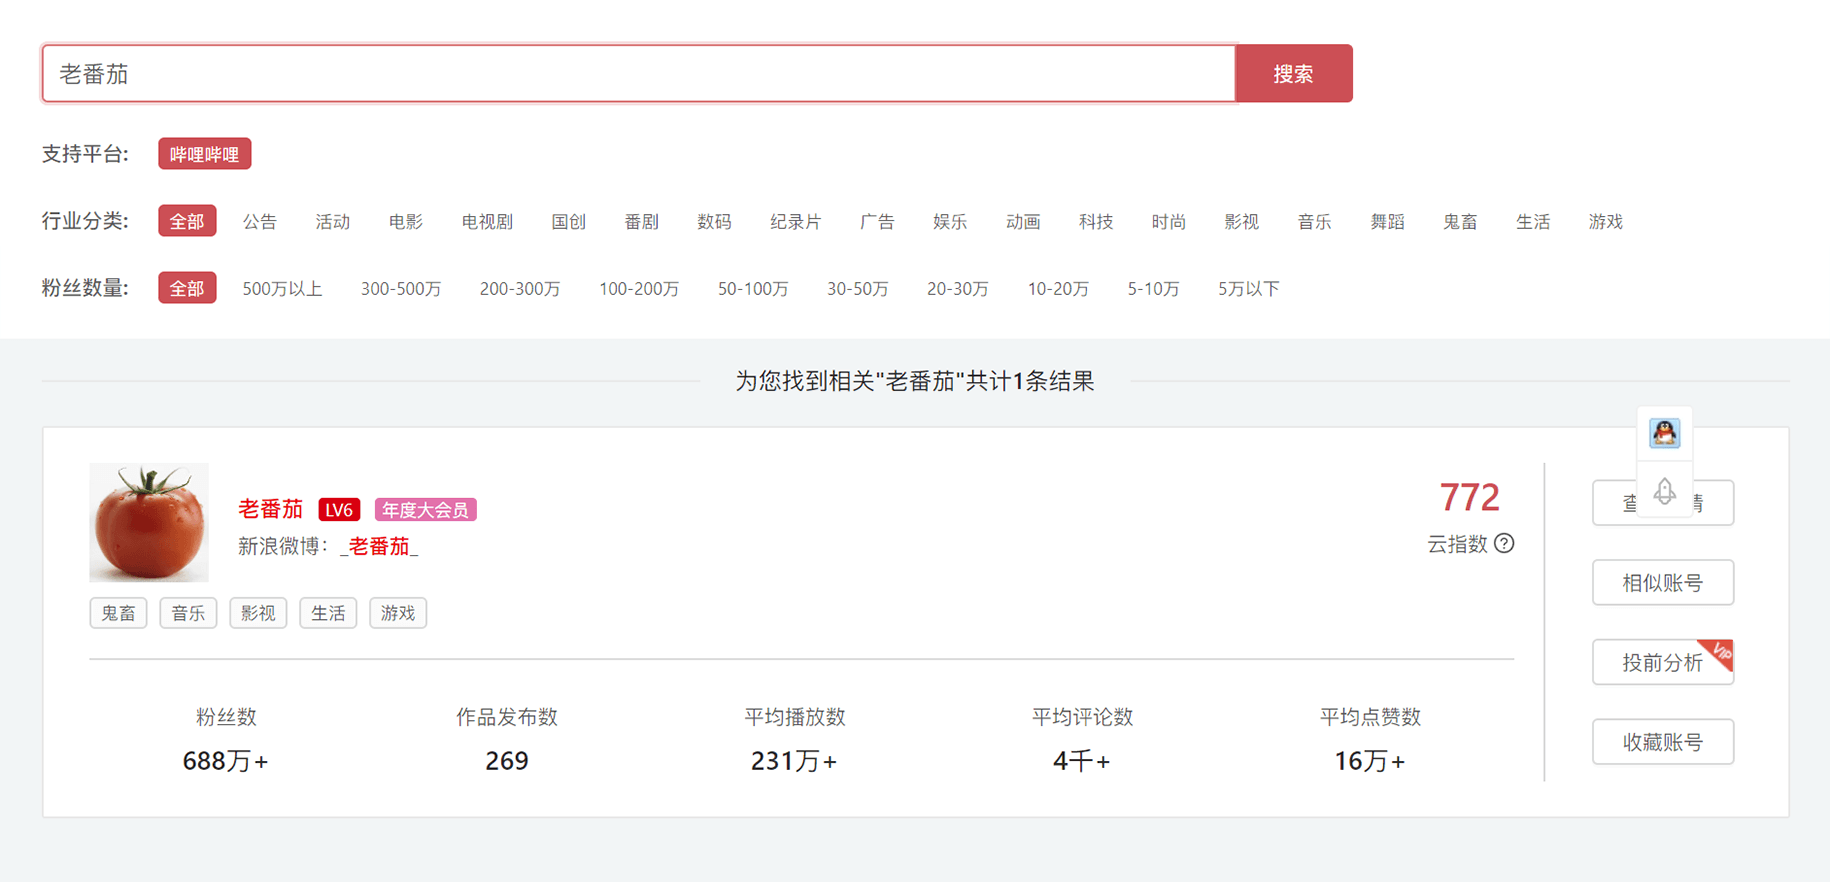 老番茄 搜索
支持平台: 哔哩哔哩
行业分类: 全部 公告 活动 电影 电视剧 国创 番剧 数码 纪录片 广告 娱乐 动画 科技 时尚 影视 音乐 舞蹈 鬼畜 生活 游戏
粉丝数量: 全部 500万以上 300-500万 200-300万 100-200万 50-100万 30-50万 20-30万 10-20万 5-10万 5万以下
为您找到相关"老番茄"共计1条结果
老番茄 LV6 年度大会员
新浪微博: _老番茄_
772
云指数 ?
鬼畜 音乐 影视 生活 游戏
粉丝数 作品发布数 平均播放数 平均评论数 平均点赞数
688万+ 269 231万+ 4千+ 16万+
查
相似账号
投前分析 VIP
收藏账号